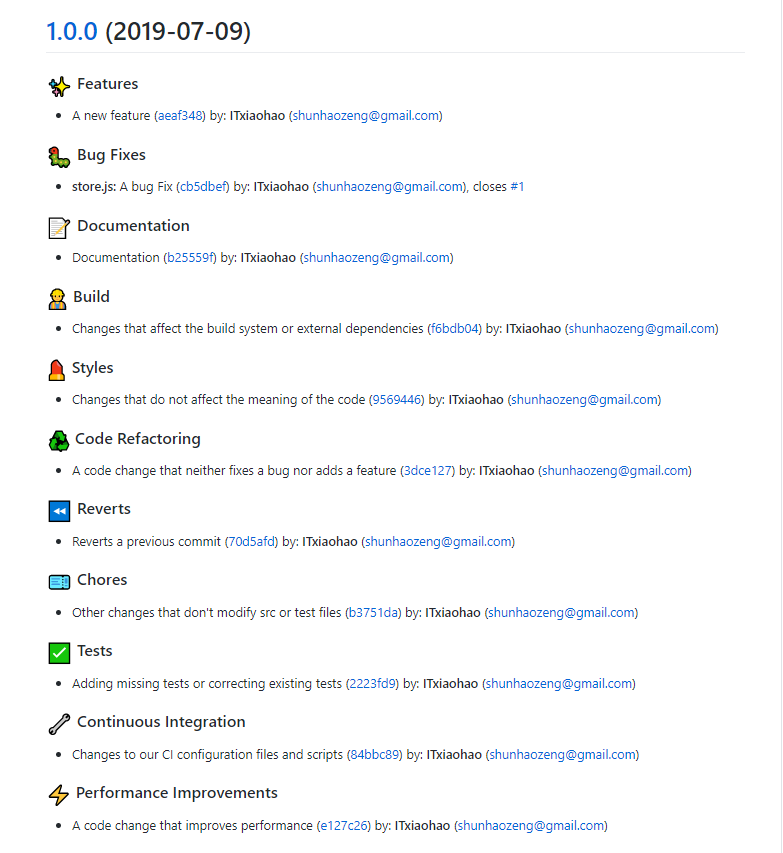 1.0.0 (2019-07-09)
Features
A new feature (aeaf348) by: ITxiaohao (shunhaozeng@gmail.com)
Bug Fixes
store.js: A bug Fix (cb5dbef) by: ITxiaohao (shunhaozeng@gmail.com), closes #1
Documentation
Documentation (b25559f) by: ITxiaohao (shunhaozeng@gmail.com)
Build
Changes that affect the build system or external dependencies (f6bdb04) by: ITxiaohao (shunhaozeng@gmail.com)
Styles
Changes that do not affect the meaning of the code (9569446) by: ITxiaohao (shunhaozeng@gmail.com)
Code Refactoring
A code change that neither fixes a bug nor adds a feature (3dce127) by: ITxiaohao (shunhaozeng@gmail.com)
Reverts
Reverts a previous commit (70d5afd) by: ITxiaohao (shunhaozeng@gmail.com)
Chores
Other changes that don't modify src or test files (b3751da) by: ITxiaohao (shunhaozeng@gmail.com)
Tests
Adding missing tests or correcting existing tests (2223fd9) by: ITxiaohao (shunhaozeng@gmail.com)
Continuous Integration
Changes to our CI configuration files and scripts (84bbc89) by: ITxiaohao (shunhaozeng@gmail.com)
Performance Improvements
A code change that improves performance (e127c26) by: ITxiaohao (shunhaozeng@gmail.com)